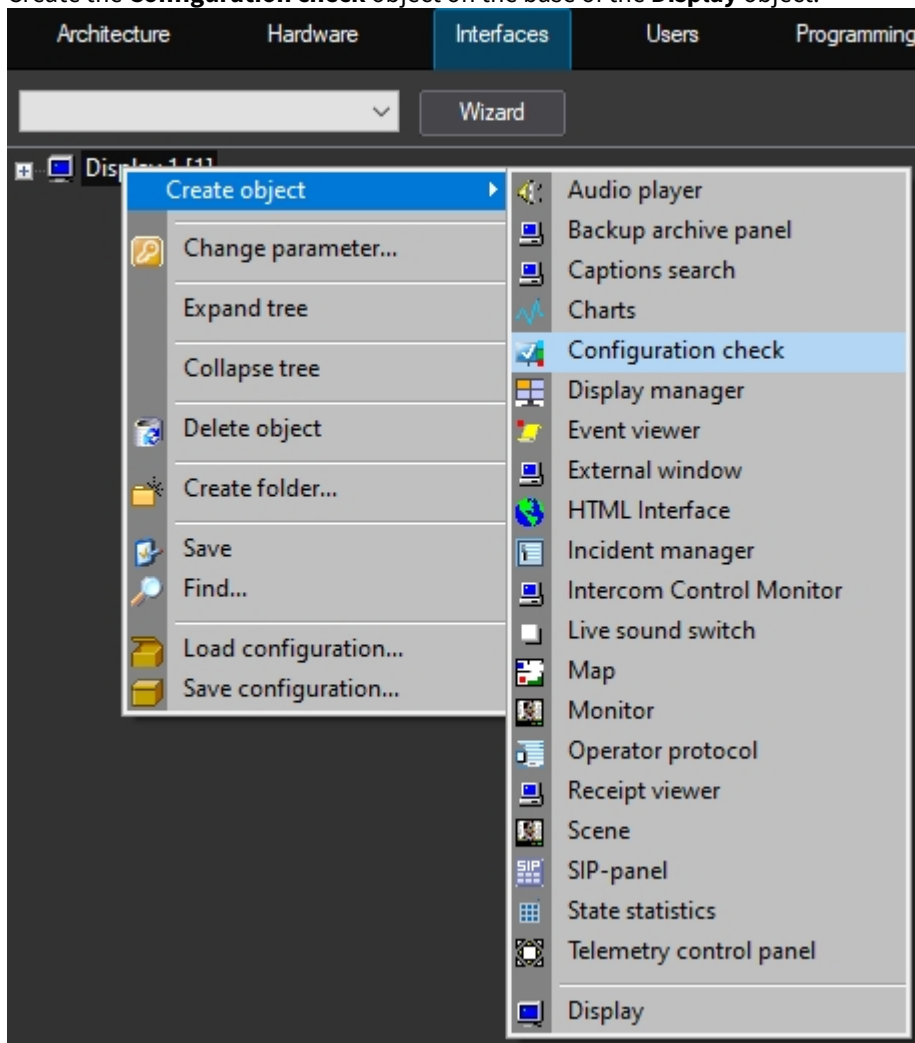 Create the Configuration check object on the base of the Display object.
Architecture Hardware Interfaces Users Programming
Wizard
Display 1 [1]
Create object
Change parameter...
Expand tree
Collapse tree
Delete object
Create folder...
Save
Find...
Load configuration...
Save configuration...
Audio player
Backup archive panel
Captions search
Charts
Configuration check
Display manager
Event viewer
External window
HTML Interface
Incident manager
Intercom Control Monitor
Live sound switch
Map
Monitor
Operator protocol
Receipt viewer
Scene
SIP-panel
State statistics
Telemetry control panel
Display